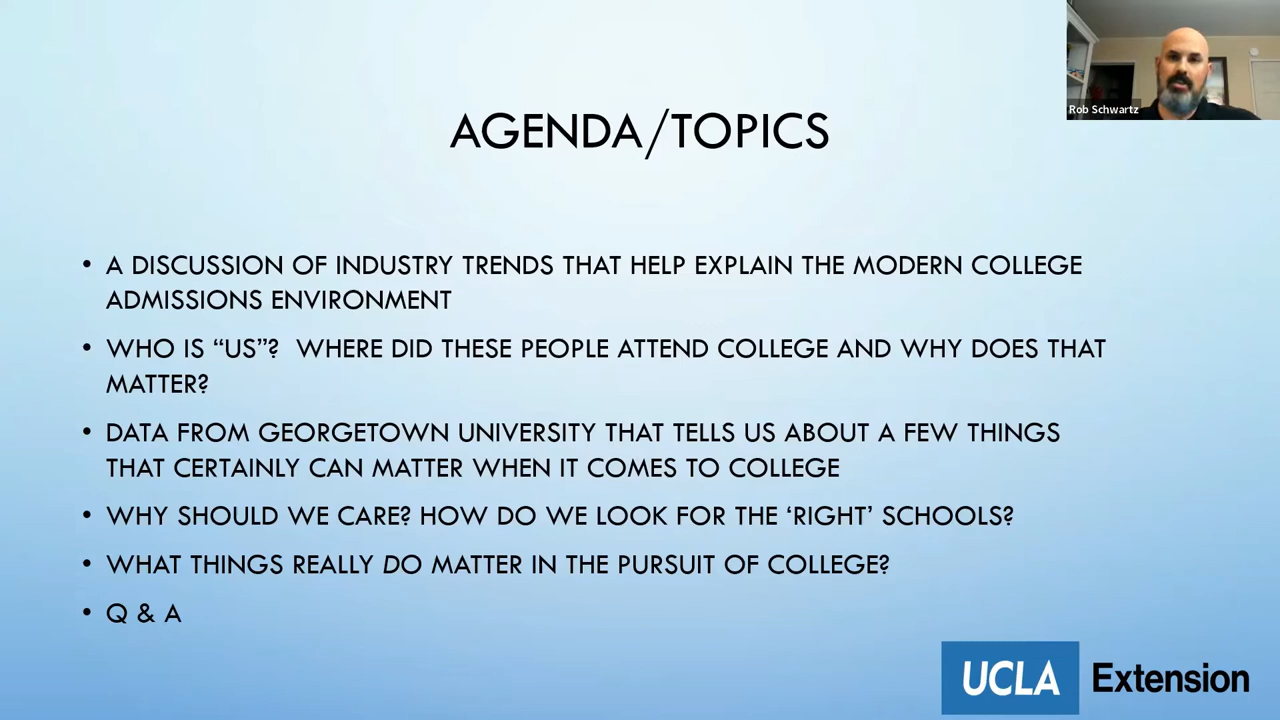 Rob Schwartz
AGENDA/TOPICS
• A DISCUSSION OF INDUSTRY TRENDS THAT HELP EXPLAIN THE MODERN COLLEGE
ADMISSIONS ENVIRONMENT
• WHO IS “US”?  WHERE DID THESE PEOPLE ATTEND COLLEGE AND WHY DOES THAT
MATTER?
• DATA FROM GEORGETOWN UNIVERSITY THAT TELLS US ABOUT A FEW THINGS
THAT CERTAINLY CAN MATTER WHEN IT COMES TO COLLEGE
• WHY SHOULD WE CARE? HOW DO WE LOOK FOR THE ‘RIGHT’ SCHOOLS?
• WHAT THINGS REALLY DO MATTER IN THE PURSUIT OF COLLEGE?
• Q & A
UCLA Extension